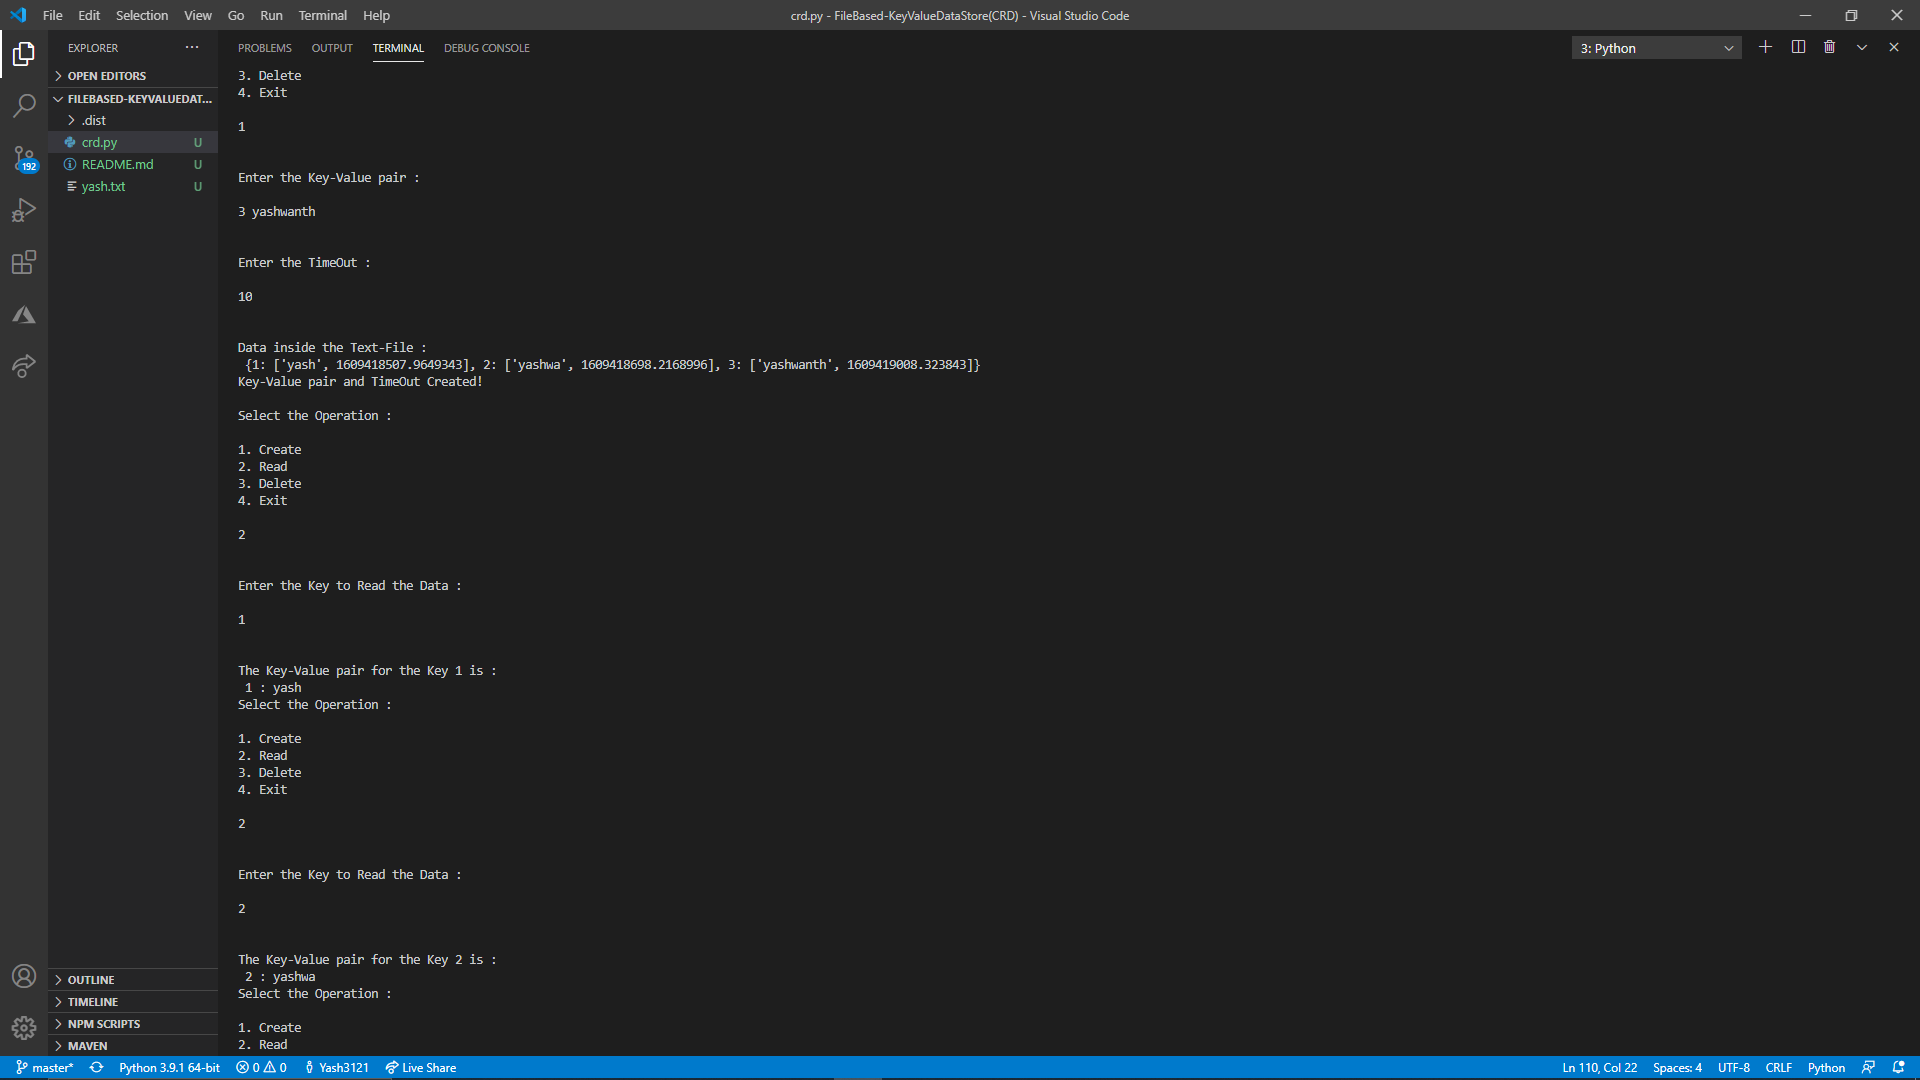 File Edit Selection View Go Run Terminal Help
crd.py - FileBased-KeyValueDataStore(CRD) - Visual Studio Code
EXPLORER
OPEN EDITORS
FILEBASED-KEYVALUEDAT...
.dist
crd.py U
README.md U
yash.txt U
192
OUTLINE
TIMELINE
NPM SCRIPTS
MAVEN
PROBLEMS OUTPUT TERMINAL DEBUG CONSOLE
3: Python
3. Delete
4. Exit
1
Enter the Key-Value pair :
3 yashwanth
Enter the TimeOut :
10
Data inside the Text-File :
{1: ['yash', 1609418507.9649343], 2: ['yashwa', 1609418698.2168996], 3: ['yashwanth', 1609419008.323843]}
Key-Value pair and TimeOut Created!
Select the Operation :
1. Create
2. Read
3. Delete
4. Exit
2
Enter the Key to Read the Data :
1
The Key-Value pair for the Key 1 is :
1 : yash
Select the Operation :
1. Create
2. Read
3. Delete
4. Exit
2
Enter the Key to Read the Data :
2
The Key-Value pair for the Key 2 is :
2 : yashwa
Select the Operation :
1. Create
2. Read
master* Python 3.9.1 64-bit 0 0 Yash3121 Live Share
Ln 110, Col 22 Spaces: 4 UTF-8 CRLF Python